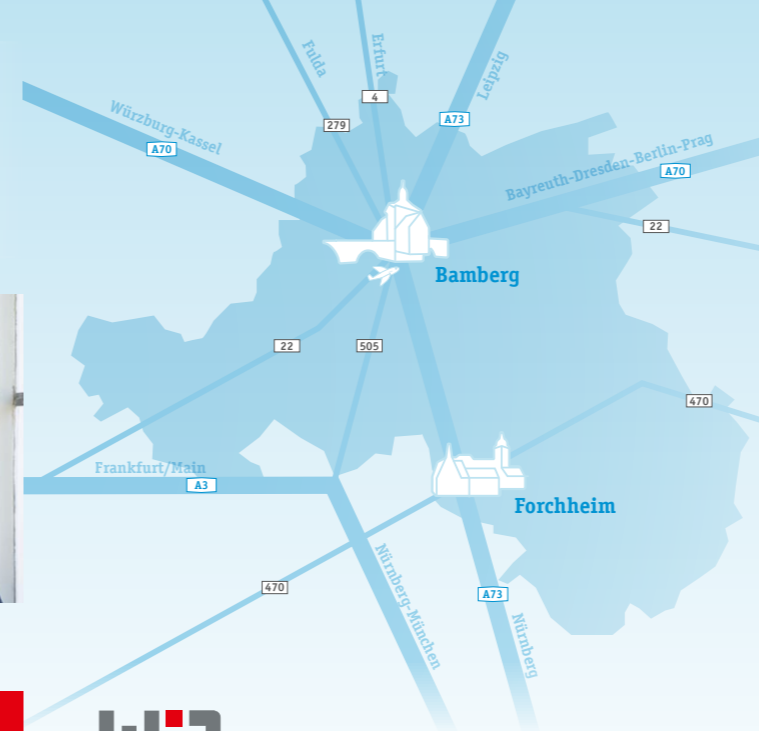 Fulda
Erfurt
Leipzig
4
279
A73
Würzburg-Kassel
A70
Bayreuth-Dresden-Berlin-Prag
A70
22
Bamberg
22
505
470
Frankfurt/Main
A3
Forchheim
Nürnberg-München
470
A73
Nürnberg